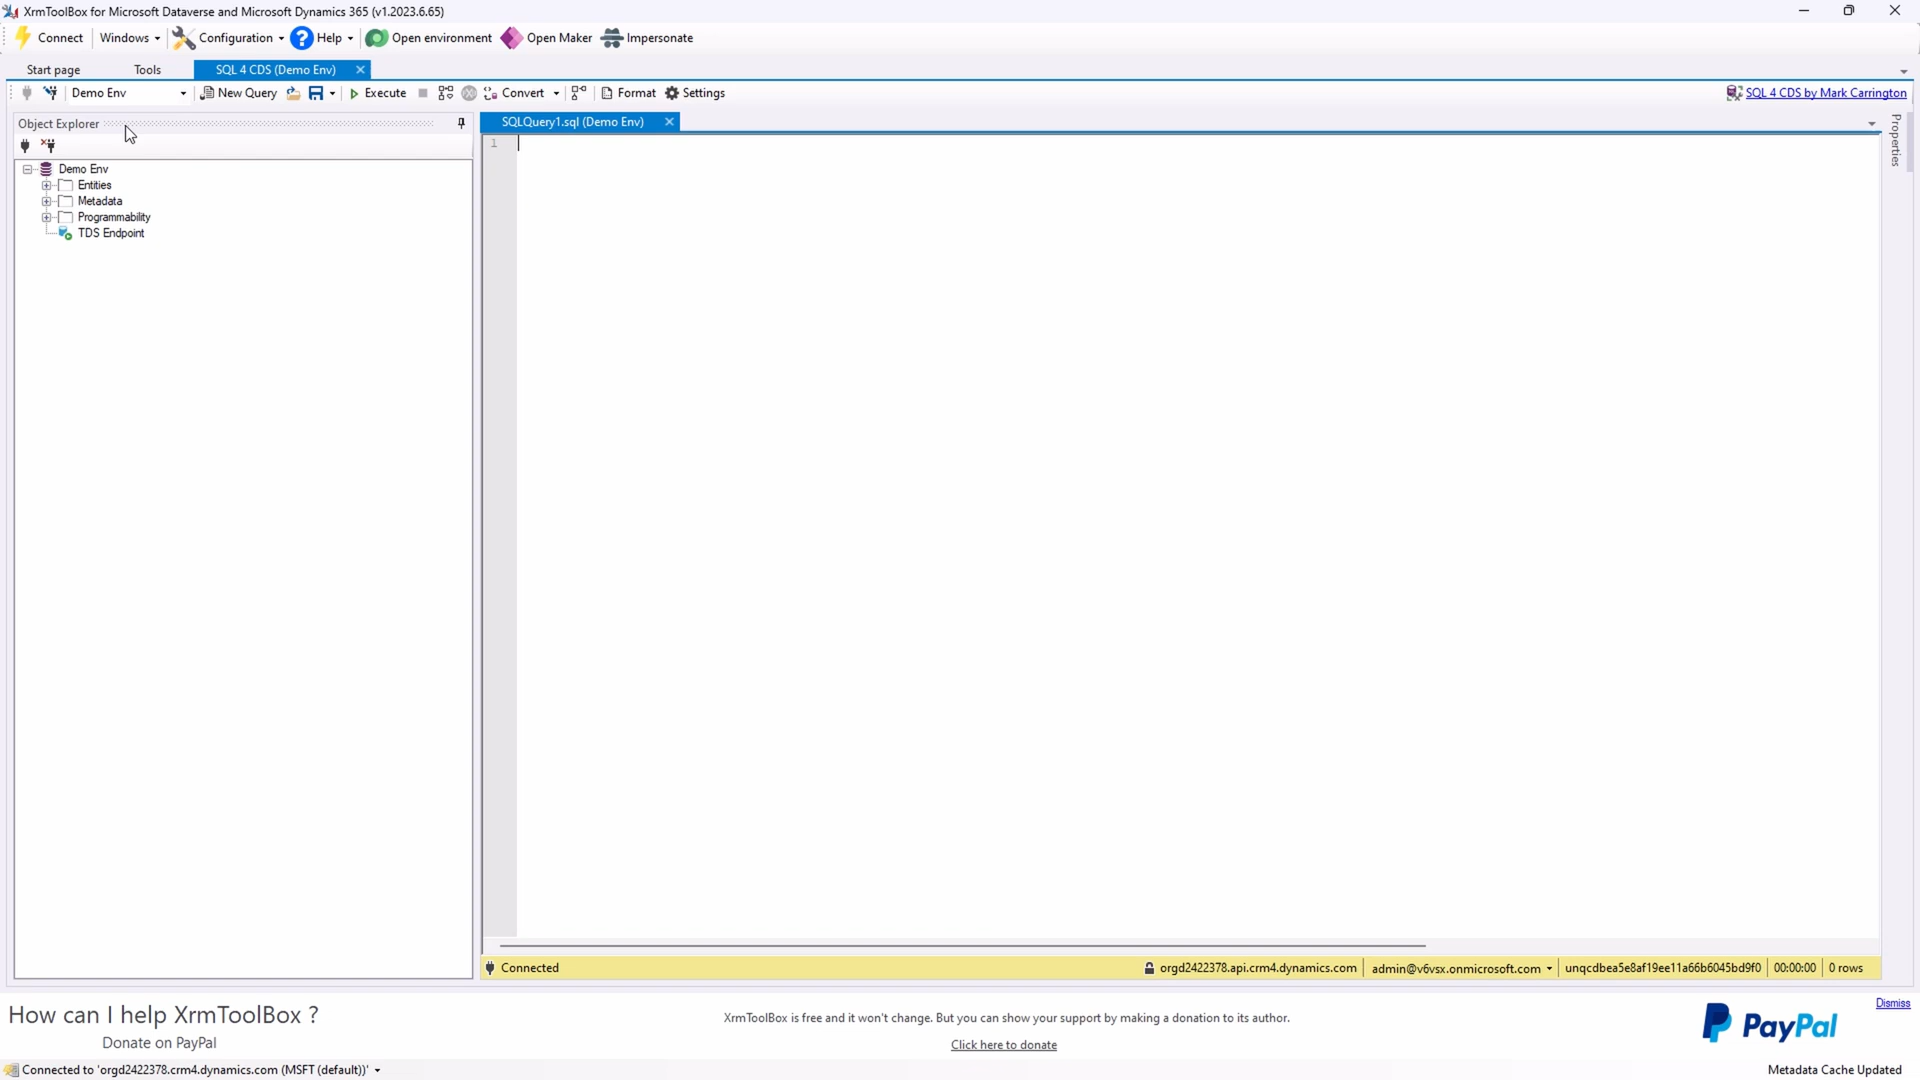 XrmToolBox for Microsoft Dataverse and Microsoft Dynamics 365 (v1.2023.6.65)
Connect Windows Configuration Help Open environment Open Maker Impersonate
Start page Tools SQL 4 CDS (Demo Env)
Demo Env New Query Execute Convert Format Settings SQL 4 CDS by Mark Carrington
Object Explorer SQLQuery1.sql (Demo Env) Properties
1
Demo Env
Entities
Metadata
Programmability
TDS Endpoint
Connected orgd2422378.api.crm4.dynamics.com admin@v6vsx.onmicrosoft.com unqcdbea5e8af19ee11a66b6045bd9f0 00:00:00 0 rows
How can I help XrmToolBox ?
Donate on PayPal
XrmToolBox is free and it won't change. But you can show your support by making a donation to its author.
Click here to donate
PayPal
Dismiss
Connected to 'orgd2422378.crm4.dynamics.com (MSFT (default))' Metadata Cache Updated